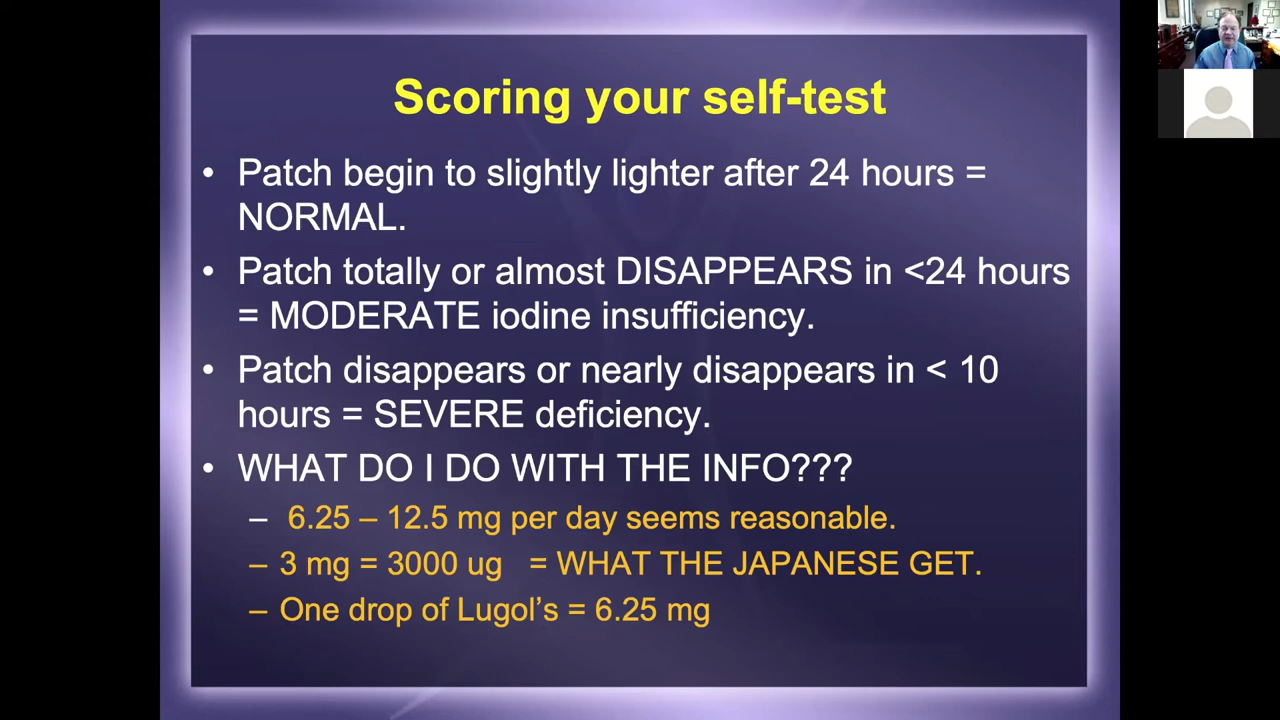 Scoring your self-test
• Patch begin to slightly lighter after 24 hours =
NORMAL.
• Patch totally or almost DISAPPEARS in <24 hours
= MODERATE iodine insufficiency.
• Patch disappears or nearly disappears in < 10
hours = SEVERE deficiency.
• WHAT DO I DO WITH THE INFO???
– 6.25 – 12.5 mg per day seems reasonable.
– 3 mg = 3000 ug = WHAT THE JAPANESE GET.
– One drop of Lugol’s = 6.25 mg